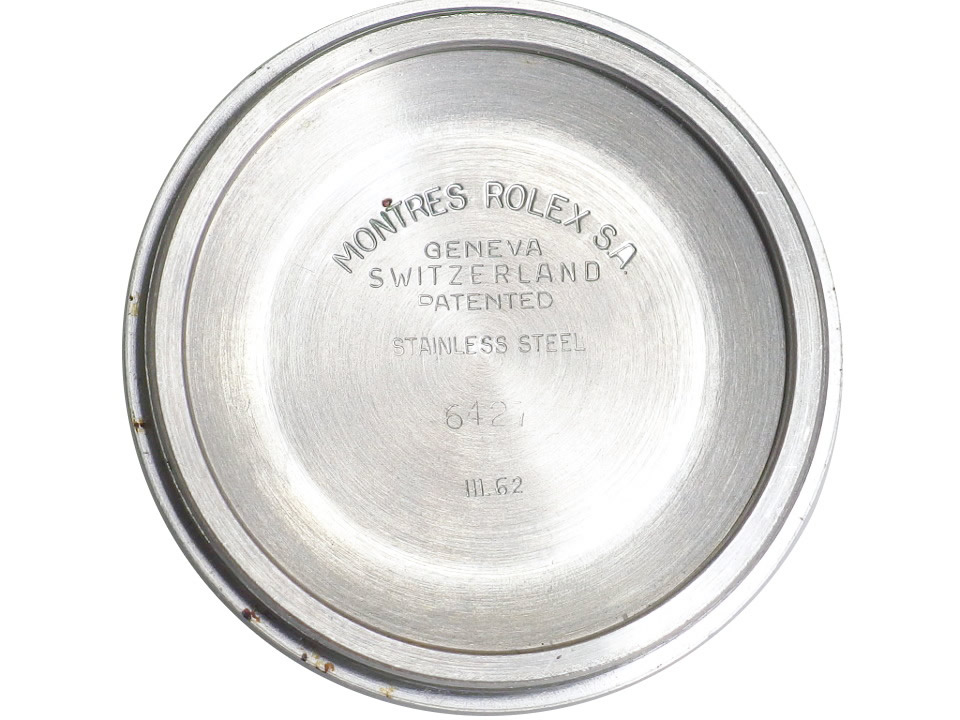 MONTRES ROLEX S.A.
GENEVA
SWITZERLAND
PATENTED
STAINLESS STEEL
6427
III.62